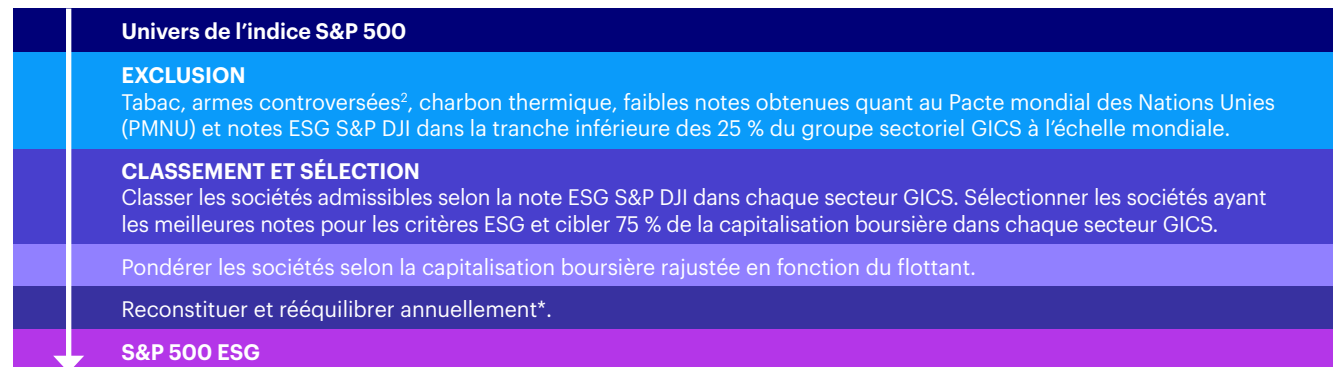 Univers de l’indice S&P 500
EXCLUSION
Tabac, armes controversées², charbon thermique, faibles notes obtenues quant au Pacte mondial des Nations Unies
(PMNU) et notes ESG S&P DJI dans la tranche inférieure des 25 % du groupe sectoriel GICS à l’échelle mondiale.
CLASSEMENT ET SÉLECTION
Classer les sociétés admissibles selon la note ESG S&P DJI dans chaque secteur GICS. Sélectionner les sociétés ayant
les meilleures notes pour les critères ESG et cibler 75 % de la capitalisation boursière dans chaque secteur GICS.
Pondérer les sociétés selon la capitalisation boursière rajustée en fonction du flottant.
Reconstituer et rééquilibrer annuellement*.
S&P 500 ESG